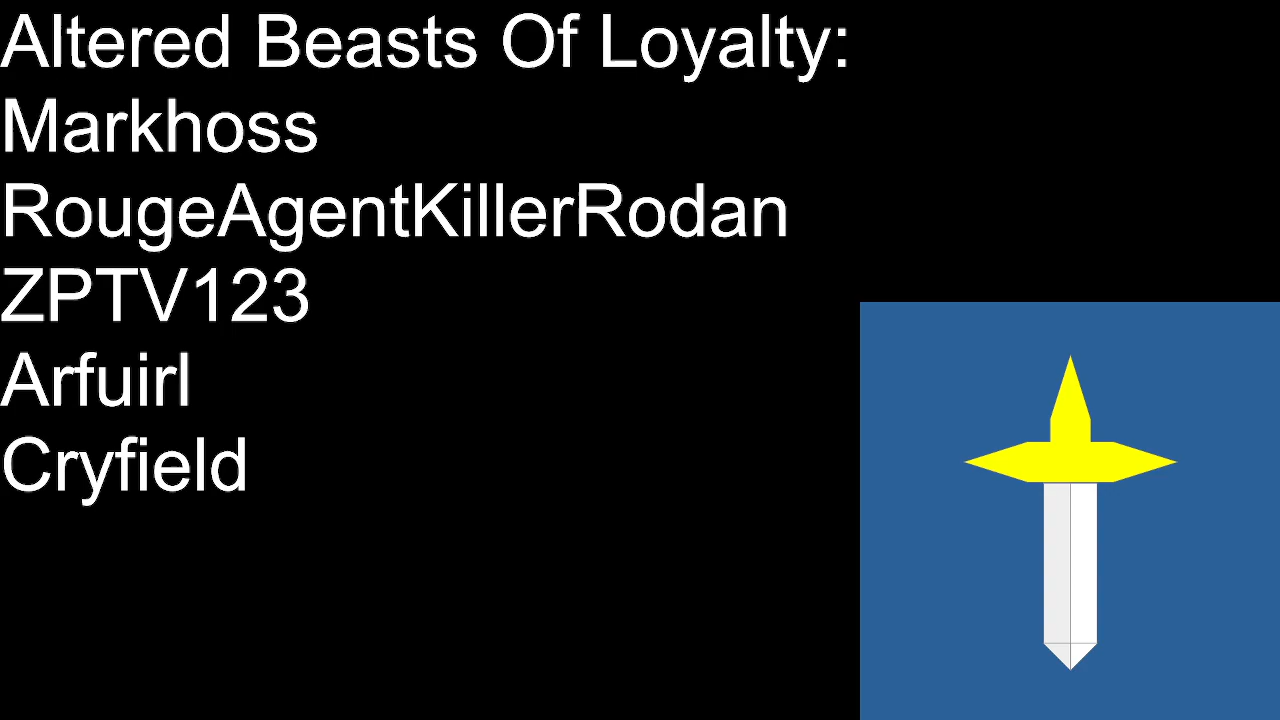 Altered Beasts Of Loyalty:
Markhoss
RougeAgentKillerRodan
ZPTV123
Arfuirl
Cryfield